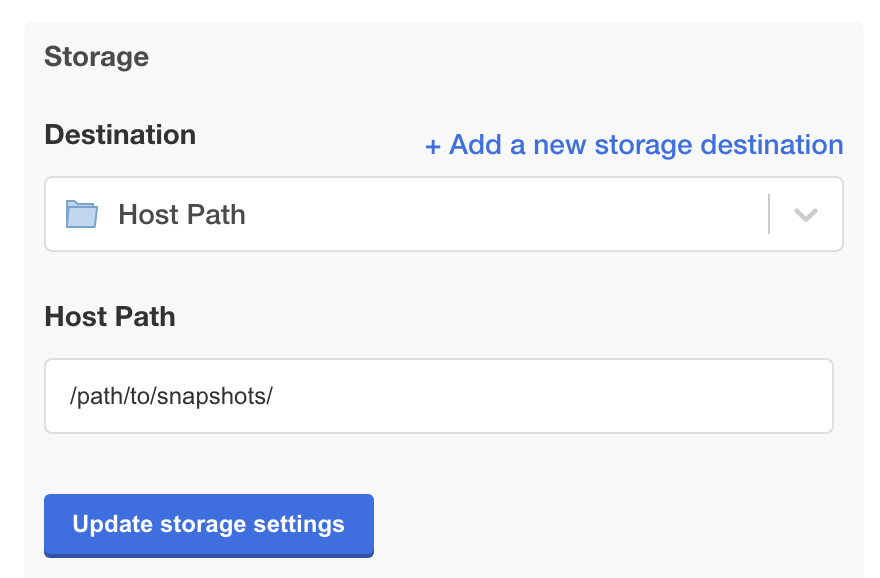 Storage
Destination
+ Add a new storage destination
Host Path
Host Path
/path/to/snapshots/
Update storage settings